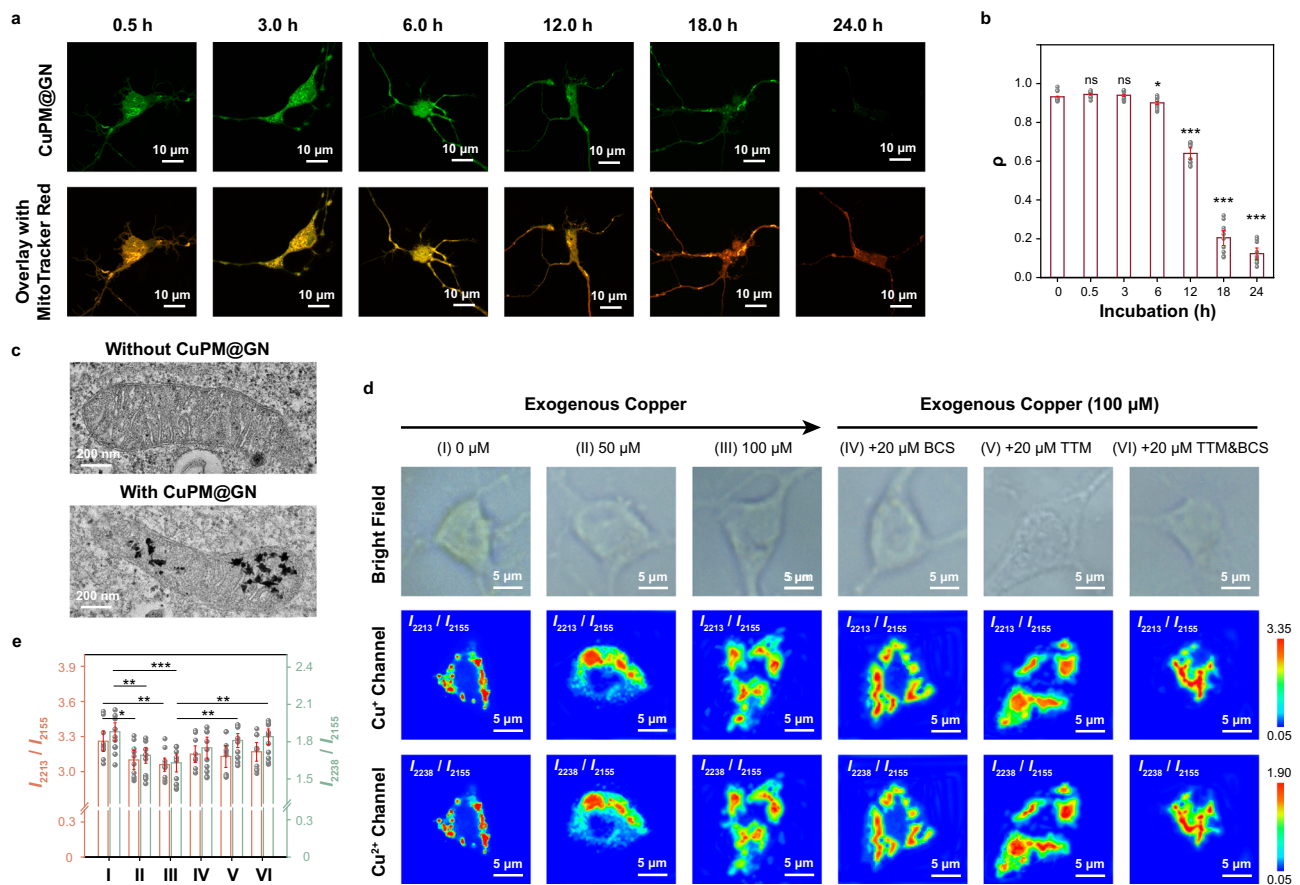 a
0.5 h 3.0 h 6.0 h 12.0 h 18.0 h 24.0 h
CuPM@GN
10 μm 10 μm 10 μm 10 μm 10 μm 10 μm
Overlay with
MitoTracker Red
10 μm 10 μm 10 μm 10 μm 10 μm 10 μm
b
ρ
1.0
0.8
0.6
0.4
0.2
0.0
ns ns * *** *** ***
0 0.5 3 6 12 18 24
Incubation (h)
c
Without CuPM@GN
200 nm
With CuPM@GN
200 nm
d
Exogenous Copper Exogenous Copper (100 μM)
(I) 0 μM (II) 50 μM (III) 100 μM (IV) +20 μM BCS (V) +20 μM TTM (VI) +20 μM TTM&BCS
Bright Field
5 μm 5 μm 5 μm 5 μm 5 μm 5 μm
Cu⁺ Channel
I₂₂₁₃ / I₂₁₅₅ I₂₂₁₃ / I₂₁₅₅ I₂₂₁₃ / I₂₁₅₅ I₂₂₁₃ / I₂₁₅₅ I₂₂₁₃ / I₂₁₅₅ I₂₂₁₃ / I₂₁₅₅
5 μm 5 μm 5 μm 5 μm 5 μm 5 μm
3.35
0.05
Cu²⁺ Channel
I₂₂₃₈ / I₂₁₅₅ I₂₂₃₈ / I₂₁₅₅ I₂₂₃₈ / I₂₁₅₅ I₂₂₃₈ / I₂₁₅₅ I₂₂₃₈ / I₂₁₅₅ I₂₂₃₈ / I₂₁₅₅
5 μm 5 μm 5 μm 5 μm 5 μm 5 μm
1.90
0.05
e
I₂₂₁₃ / I₂₁₅₅
3.9
3.6
3.3
3.0
0.3
0
***
**
** **
* **
2.4
2.1
1.8
1.5
0.3
0
I₂₂₃₈ / I₂₁₅₅
I II III IV V VI